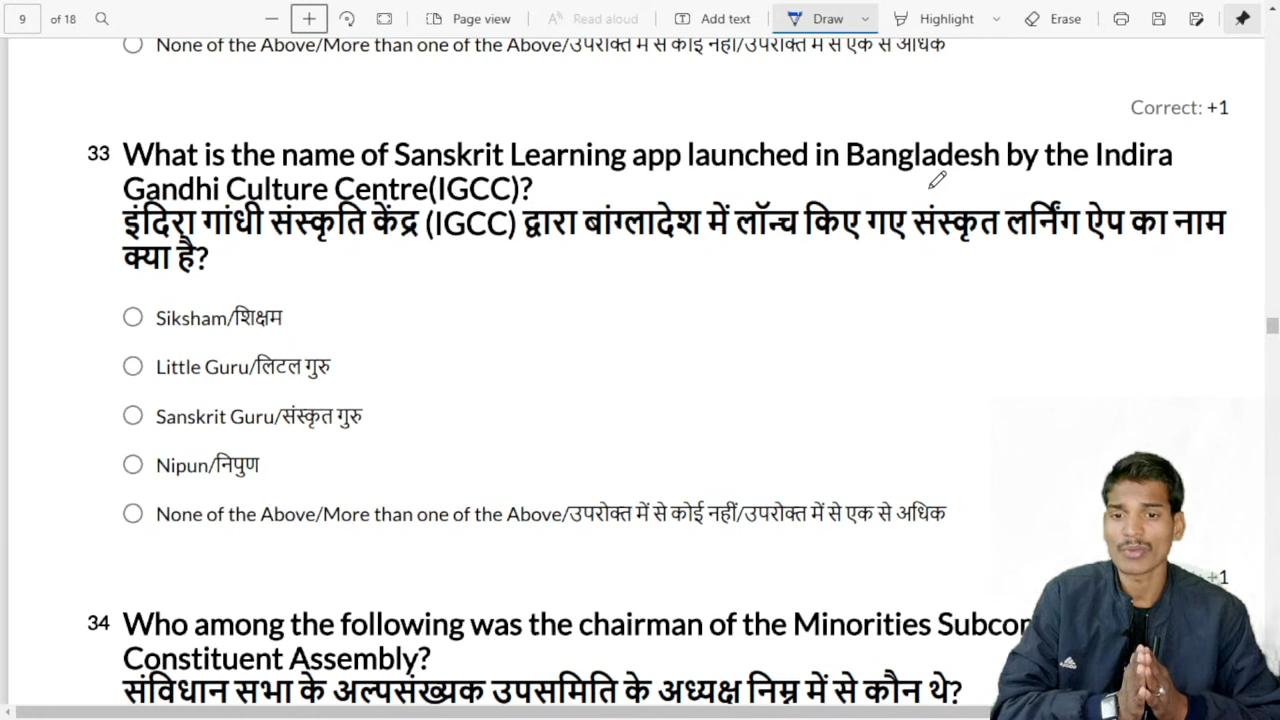 9 of 18 Page view Read aloud Add text Draw Highlight Erase
None of the Above/More than one of the Above/उपरोक्त में से कोई नहीं/उपरोक्त में से एक से अधिक
Correct: +1
33 What is the name of Sanskrit Learning app launched in Bangladesh by the Indira
Gandhi Culture Centre(IGCC)?
इंदिरा गांधी संस्कृति केंद्र (IGCC) द्वारा बांग्लादेश में लॉन्च किए गए संस्कृत लर्निंग ऐप का नाम
क्या है?
Siksham/शिक्षम
Little Guru/लिटल गुरु
Sanskrit Guru/संस्कृत गुरु
Nipun/निपुण
None of the Above/More than one of the Above/उपरोक्त में से कोई नहीं/उपरोक्त में से एक से अधिक
+1
34 Who among the following was the chairman of the Minorities
Constituent Assembly?
संविधान सभा के अल्पसंख्यक उपसमिति के अध्यक्ष निम्न में से कौन थे?